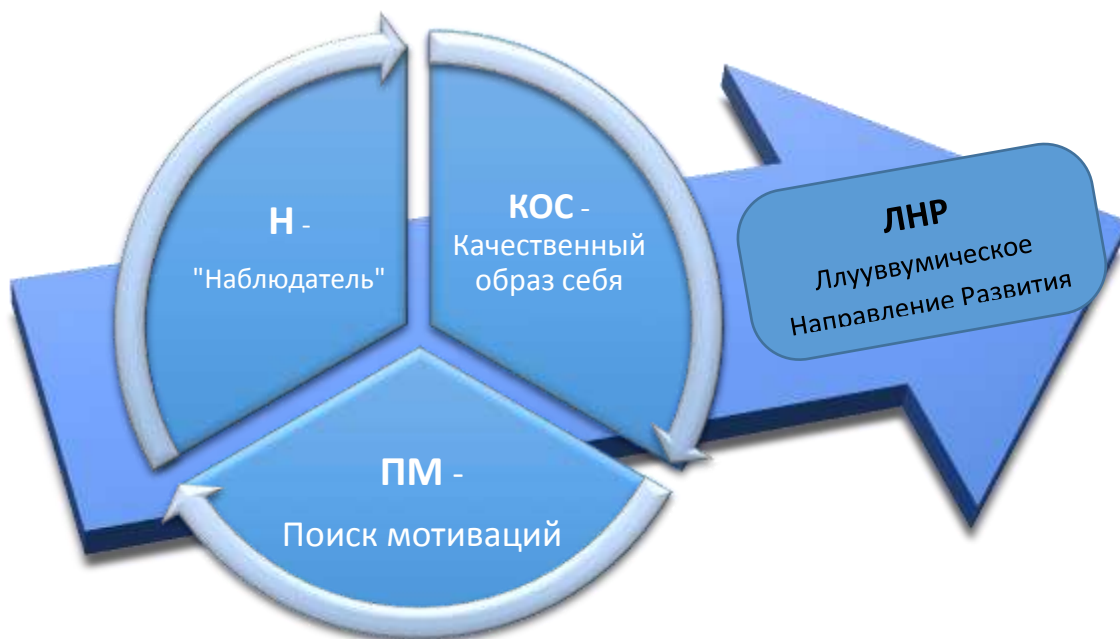 Н -
"Наблюдатель"
КОС -
Качественный
образ себя
ПМ -
Поиск мотиваций
ЛНР
Ллууввумическое
Направление Развития